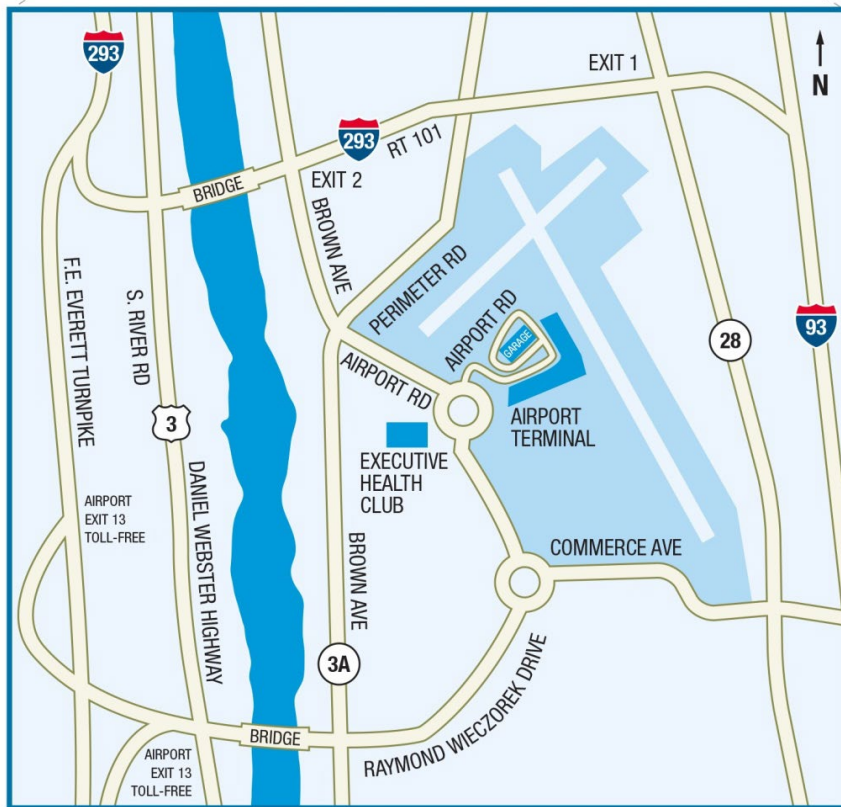 293
EXIT 1
N
293
RT 101
BRIDGE
EXIT 2
BROWN AVE
PERIMETER RD
F.E. EVERETT TURNPIKE
S. RIVER RD
AIRPORT RD
GARAGE
93
28
AIRPORT RD
3
AIRPORT
TERMINAL
EXECUTIVE
HEALTH
CLUB
DANIEL WEBSTER HIGHWAY
AIRPORT
EXIT 13
TOLL-FREE
BROWN AVE
COMMERCE AVE
3A
RAYMOND WIECZOREK DRIVE
BRIDGE
AIRPORT
EXIT 13
TOLL-FREE